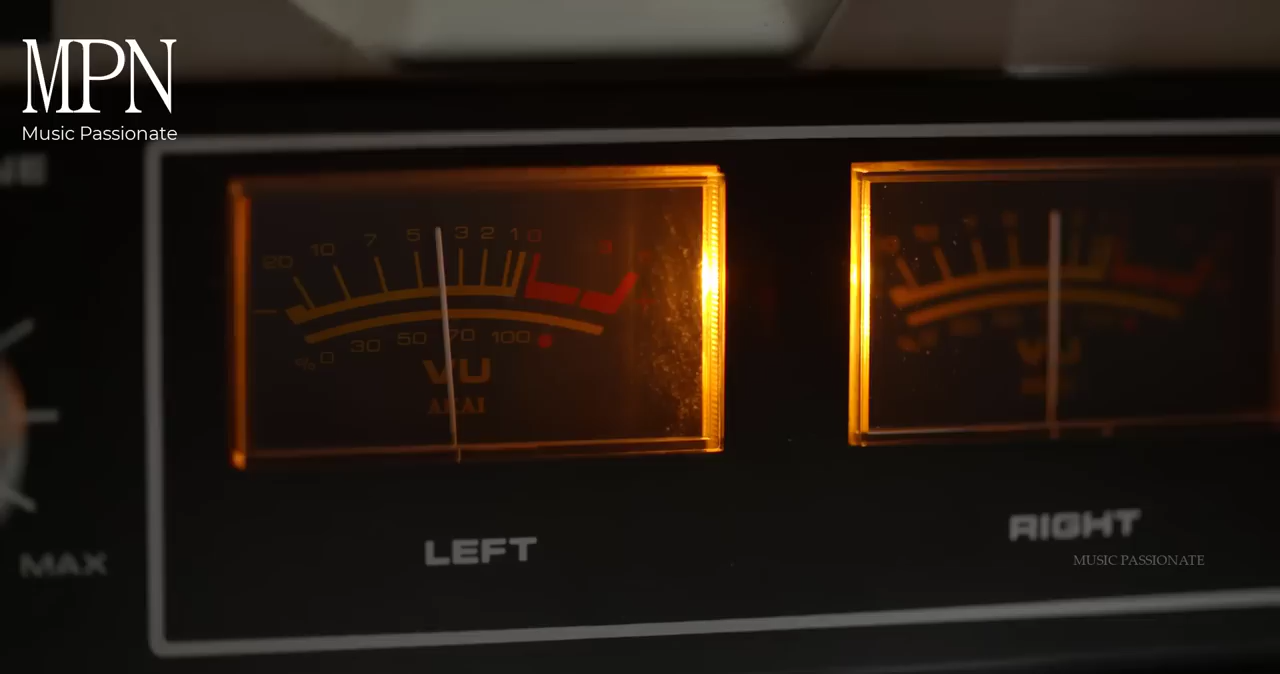 MPN
Music Passionate
20 10 7 5 3 2 1 0
% 0 30 50 70 100
VU
AKAI
VU
LEFT
RIGHT
MUSIC PASSIONATE
MAX